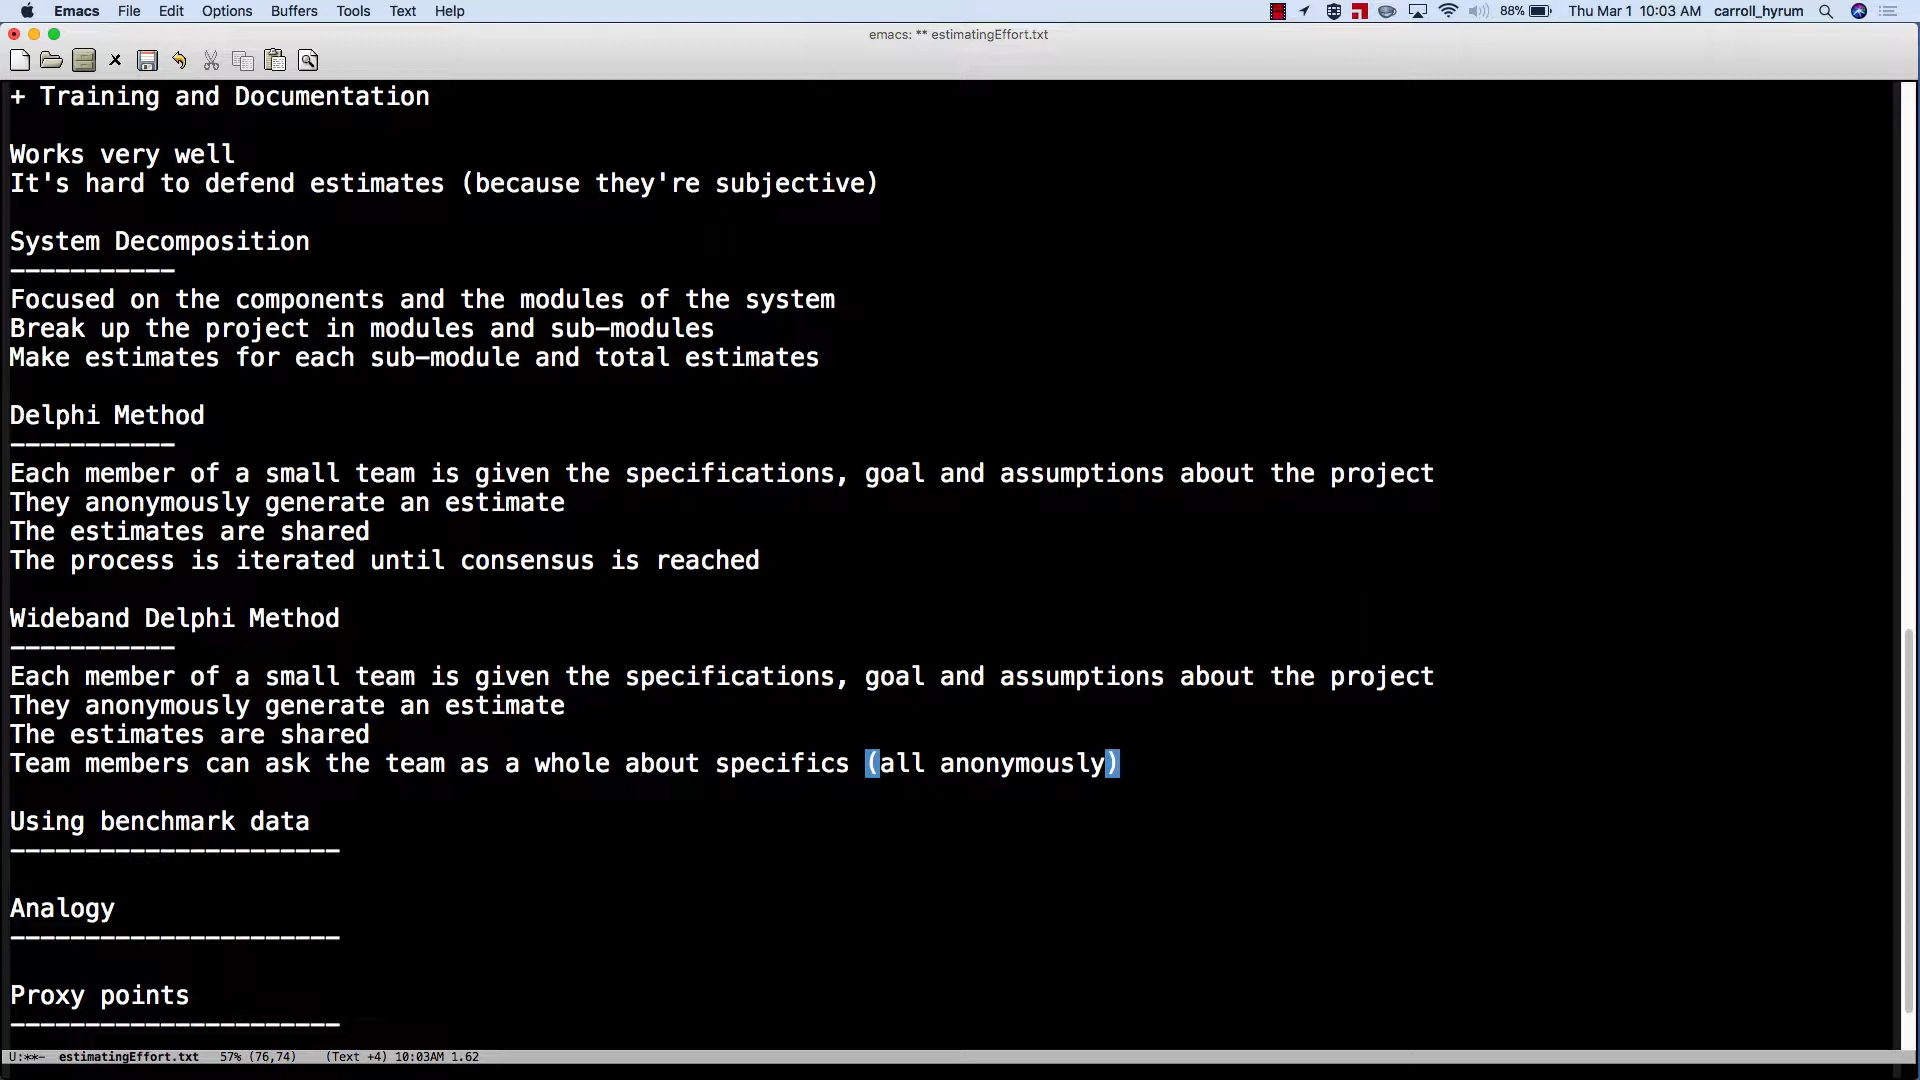 Emacs File Edit Options Buffers Tools Text Help 88% Thu Mar 1 10:03 AM carroll_hyrum
emacs: ** estimatingEffort.txt
+ Training and Documentation
Works very well
It's hard to defend estimates (because they're subjective)
System Decomposition
-----------
Focused on the components and the modules of the system
Break up the project in modules and sub-modules
Make estimates for each sub-module and total estimates
Delphi Method
-----------
Each member of a small team is given the specifications, goal and assumptions about the project
They anonymously generate an estimate
The estimates are shared
The process is iterated until consensus is reached
Wideband Delphi Method
-----------
Each member of a small team is given the specifications, goal and assumptions about the project
They anonymously generate an estimate
The estimates are shared
Team members can ask the team as a whole about specifics (all anonymously)
Using benchmark data
----------------------
Analogy
----------------------
Proxy points
----------------------
U:**- estimatingEffort.txt 57% (76,74) (Text +4) 10:03AM 1.62